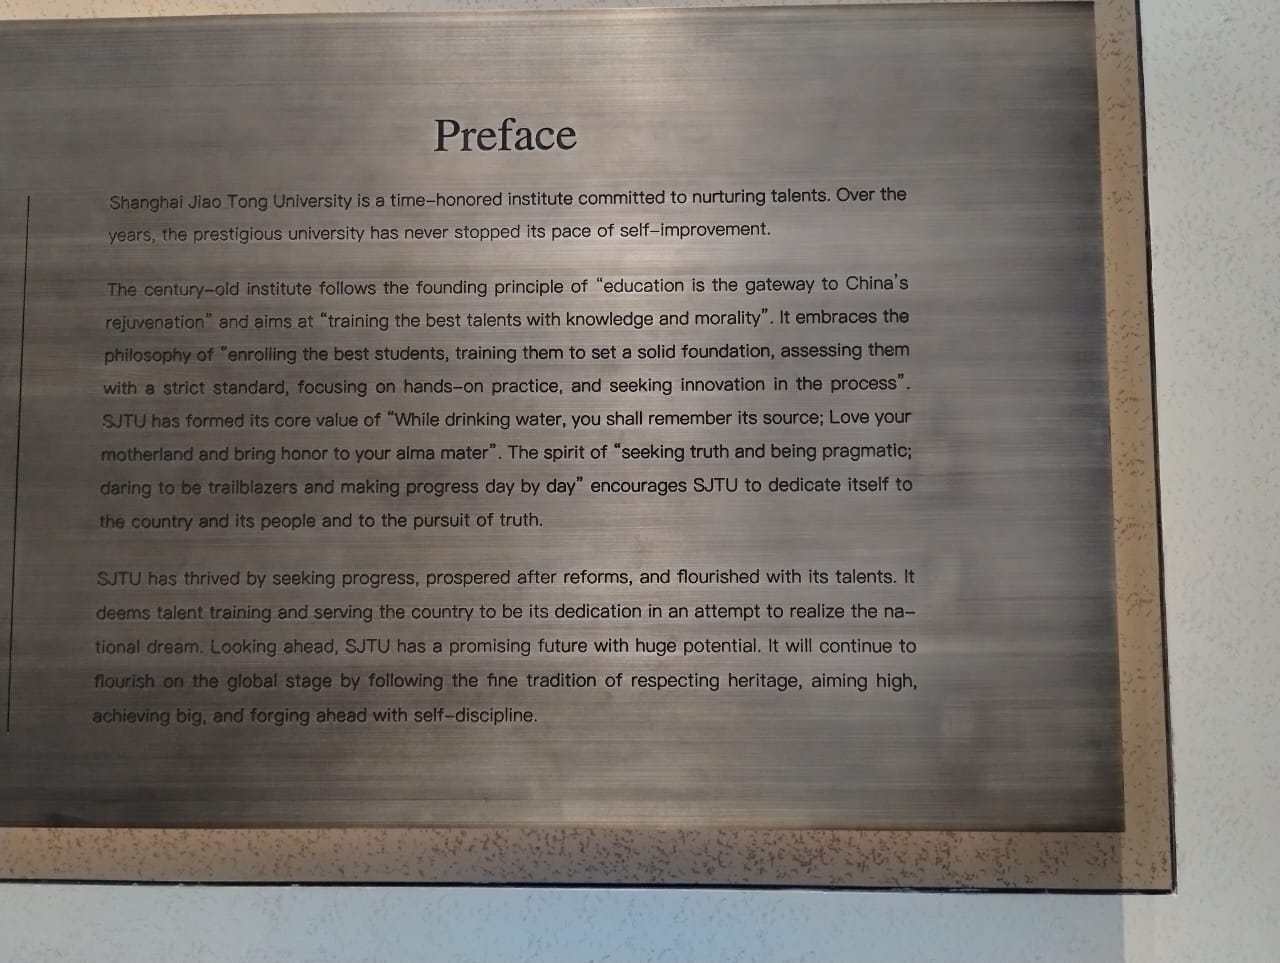 Preface
Shanghai Jiao Tong University is a time-honored institute committed to nurturing talents. Over the
years, the prestigious university has never stopped its pace of self-improvement.
The century-old institute follows the founding principle of “education is the gateway to China’s
rejuvenation” and aims at “training the best talents with knowledge and morality”. It embraces the
philosophy of “enrolling the best students, training them to set a solid foundation, assessing them
with a strict standard, focusing on hands-on practice, and seeking innovation in the process”.
SJTU has formed its core value of “While drinking water, you shall remember its source; Love your
motherland and bring honor to your alma mater”. The spirit of “seeking truth and being pragmatic;
daring to be trailblazers and making progress day by day” encourages SJTU to dedicate itself to
the country and its people and to the pursuit of truth.
SJTU has thrived by seeking progress, prospered after reforms, and flourished with its talents. It
deems talent training and serving the country to be its dedication in an attempt to realize the na-
tional dream. Looking ahead, SJTU has a promising future with huge potential. It will continue to
flourish on the global stage by following the fine tradition of respecting heritage, aiming high,
achieving big, and forging ahead with self-discipline.